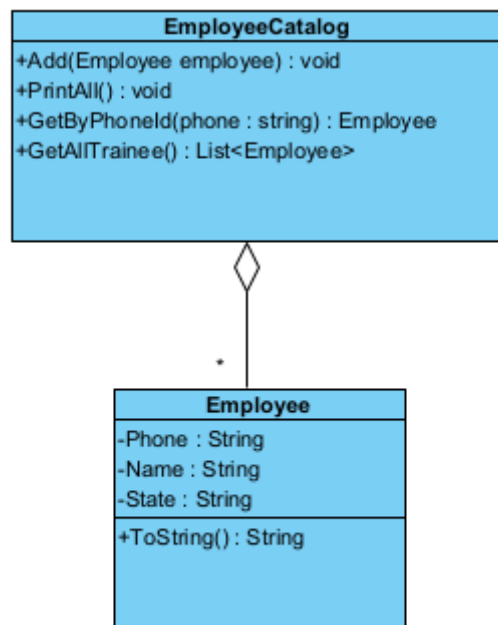 EmployeeCatalog
+Add(Employee employee) : void
+PrintAll() : void
+GetByPhoneId(phone : string) : Employee
+GetAllTrainee() : List<Employee>
*
Employee
-Phone : String
-Name : String
-State : String
+ToString() : String